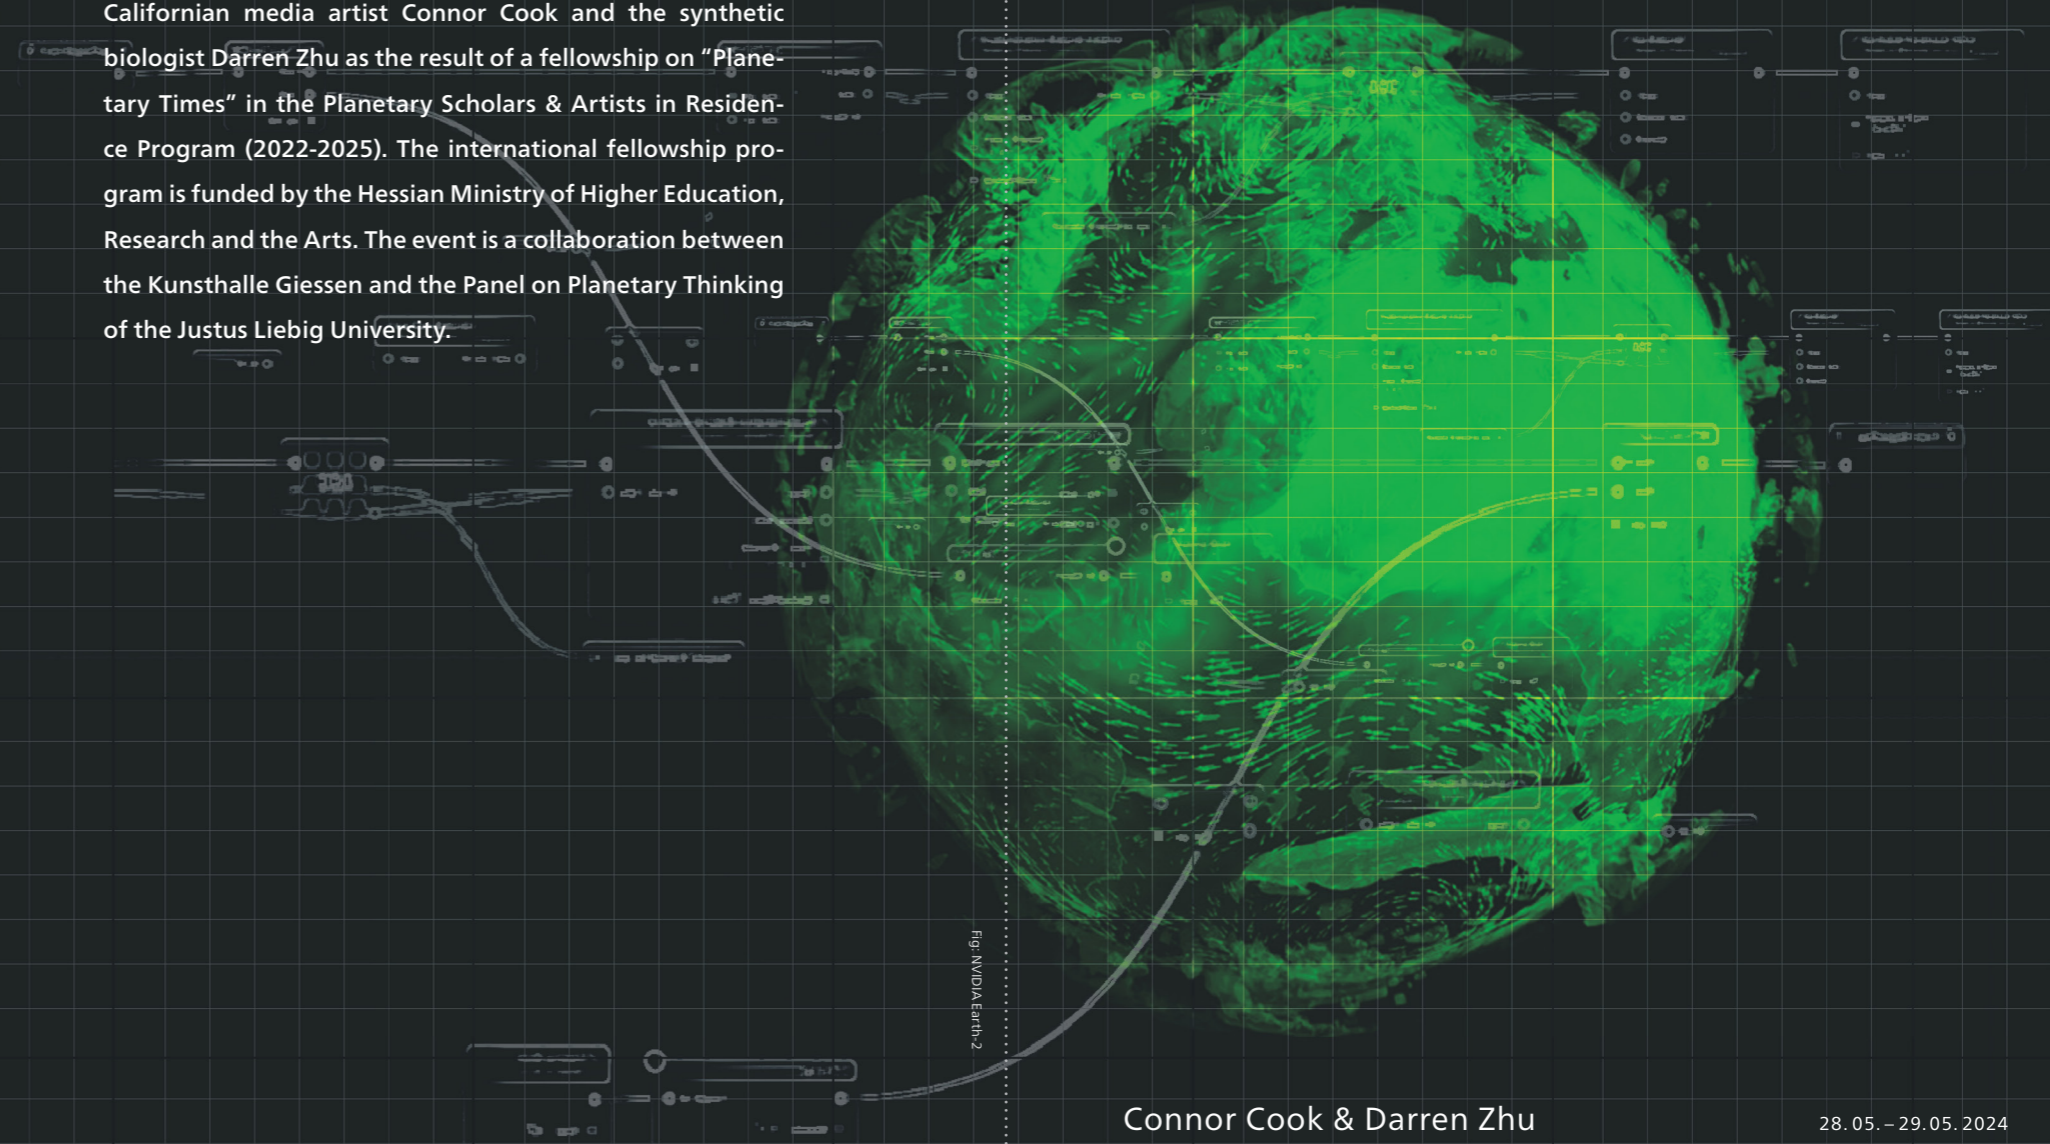 Californian media artist Connor Cook and the synthetic
biologist Darren Zhu as the result of a fellowship on “Plane-
tary Times” in the Planetary Scholars & Artists in Residen-
ce Program (2022-2025). The international fellowship pro-
gram is funded by the Hessian Ministry of Higher Education,
Research and the Arts. The event is a collaboration between
the Kunsthalle Giessen and the Panel on Planetary Thinking
of the Justus Liebig University.
Fig: NVIDIA Earth-2
Connor Cook & Darren Zhu
28.05.–29.05.2024